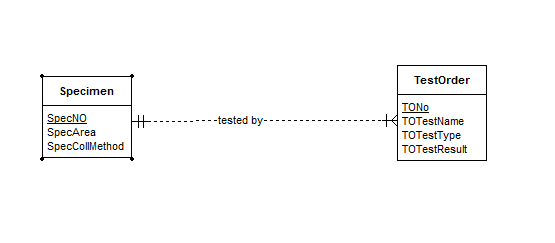 Specimen
SpecNO
SpecArea
SpecCollMethod
tested by
TestOrder
TONo
TOTestName
TOTestType
TOTestResult